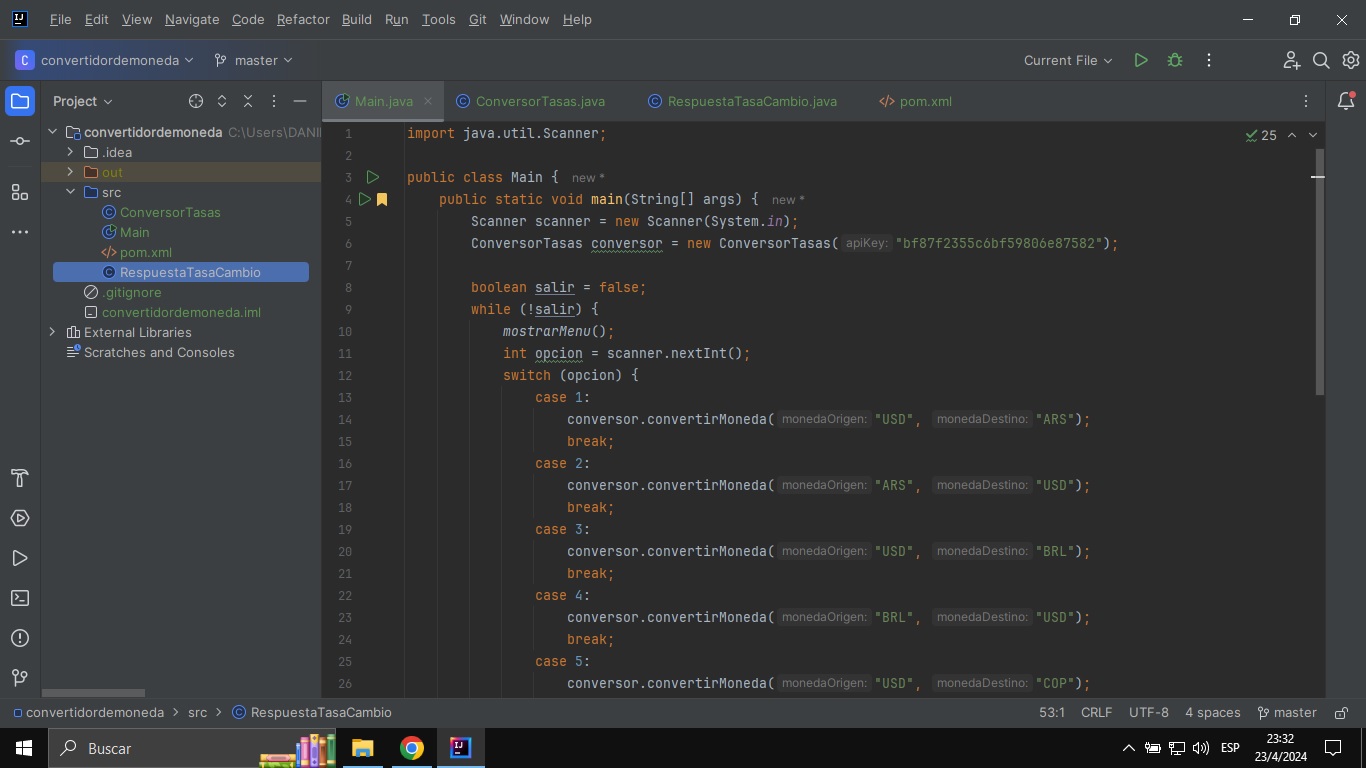 File Edit View Navigate Code Refactor Build Run Tools Git Window Help
C convertidordemoneda master Current File
Project
Main.java ConversorTasas.java RespuestaTasaCambio.java pom.xml
convertidordemoneda C:\Users\DANI
.idea
out
src
ConversorTasas
Main
pom.xml
RespuestaTasaCambio
.gitignore
convertidordemoneda.iml
External Libraries
Scratches and Consoles
25
1 import java.util.Scanner;
2
3 public class Main { new *
4 public static void main(String[] args) { new *
5 Scanner scanner = new Scanner(System.in);
6 ConversorTasas conversor = new ConversorTasas( apiKey: "bf87f2355c6bf59806e87582");
7
8 boolean salir = false;
9 while (!salir) {
10 mostrarMenu();
11 int opcion = scanner.nextInt();
12 switch (opcion) {
13 case 1:
14 conversor.convertirMoneda( monedaOrigen: "USD", monedaDestino: "ARS");
15 break;
16 case 2:
17 conversor.convertirMoneda( monedaOrigen: "ARS", monedaDestino: "USD");
18 break;
19 case 3:
20 conversor.convertirMoneda( monedaOrigen: "USD", monedaDestino: "BRL");
21 break;
22 case 4:
23 conversor.convertirMoneda( monedaOrigen: "BRL", monedaDestino: "USD");
24 break;
25 case 5:
26 conversor.convertirMoneda( monedaOrigen: "USD", monedaDestino: "COP");
convertidordemoneda > src > RespuestaTasaCambio 53:1 CRLF UTF-8 4 spaces master
Buscar
ESP
23:32
23/4/2024